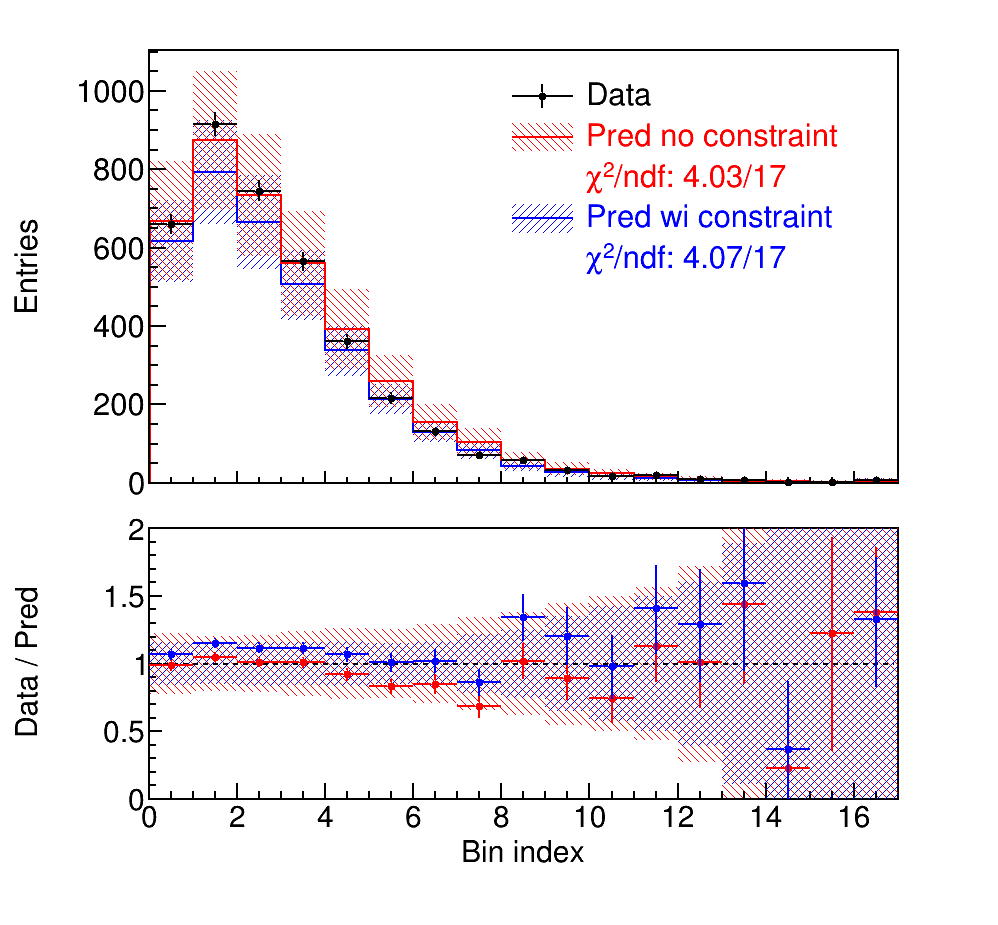 Data
Pred no constraint
χ²/ndf: 4.03/17
Pred wi constraint
χ²/ndf: 4.07/17
Entries
1000
800
600
400
200
0
Data / Pred
2
1.5
1
0.5
0
0 2 4 6 8 10 12 14 16
Bin index